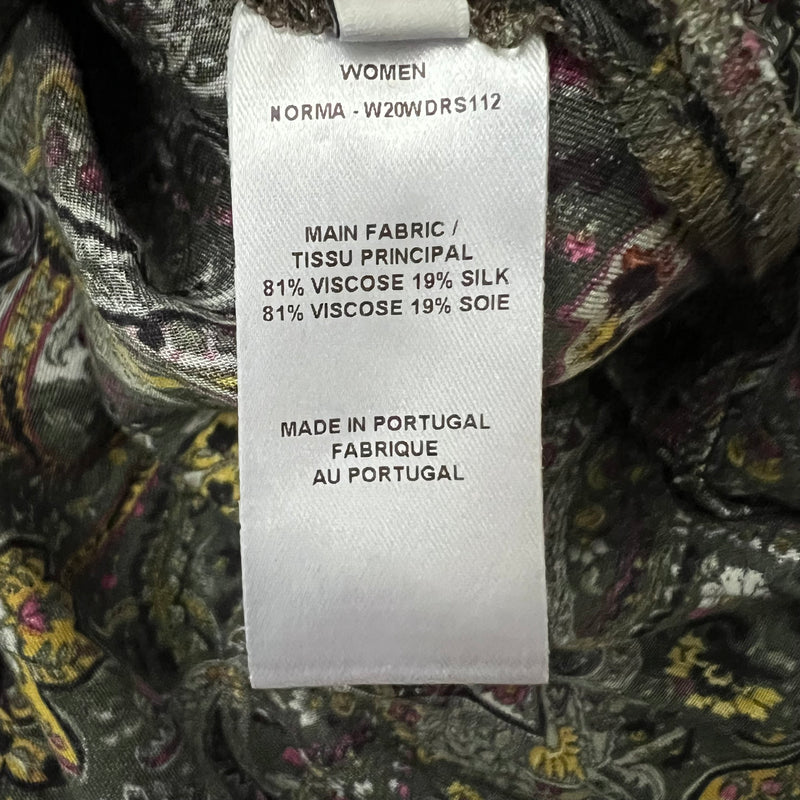 WOMEN
NORMA - W20WDRS112
MAIN FABRIC /
TISSU PRINCIPAL
81% VISCOSE 19% SILK
81% VISCOSE 19% SOIE
MADE IN PORTUGAL
FABRIQUE
AU PORTUGAL